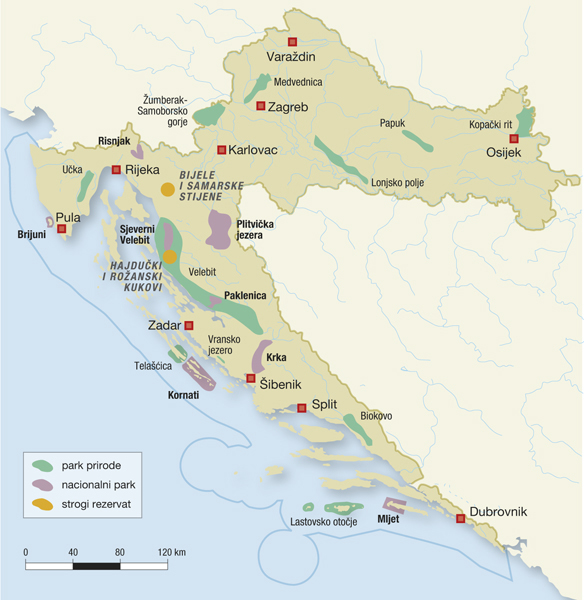 Varaždin
Medvednica
Žumberak-
Samoborsko
gorje
Zagreb
Papuk
Kopački rit
Osijek
Risnjak
Karlovac
Učka
Rijeka
BIJELE
I SAMARSKE
STIJENE
Lonjsko polje
Pula
Brijuni
Sjeverni
Velebit
Plitvička
jezera
HAJDUČKI
I ROŽANSKI
KUKOVI
Velebit
Paklenica
Zadar
Vransko
jezero
Telašćica
Krka
Kornati
Šibenik
Split
Biokovo
park prirode
nacionalni park
strogi rezervat
Lastovsko otočje
Mljet
Dubrovnik
0 40 80 120 km